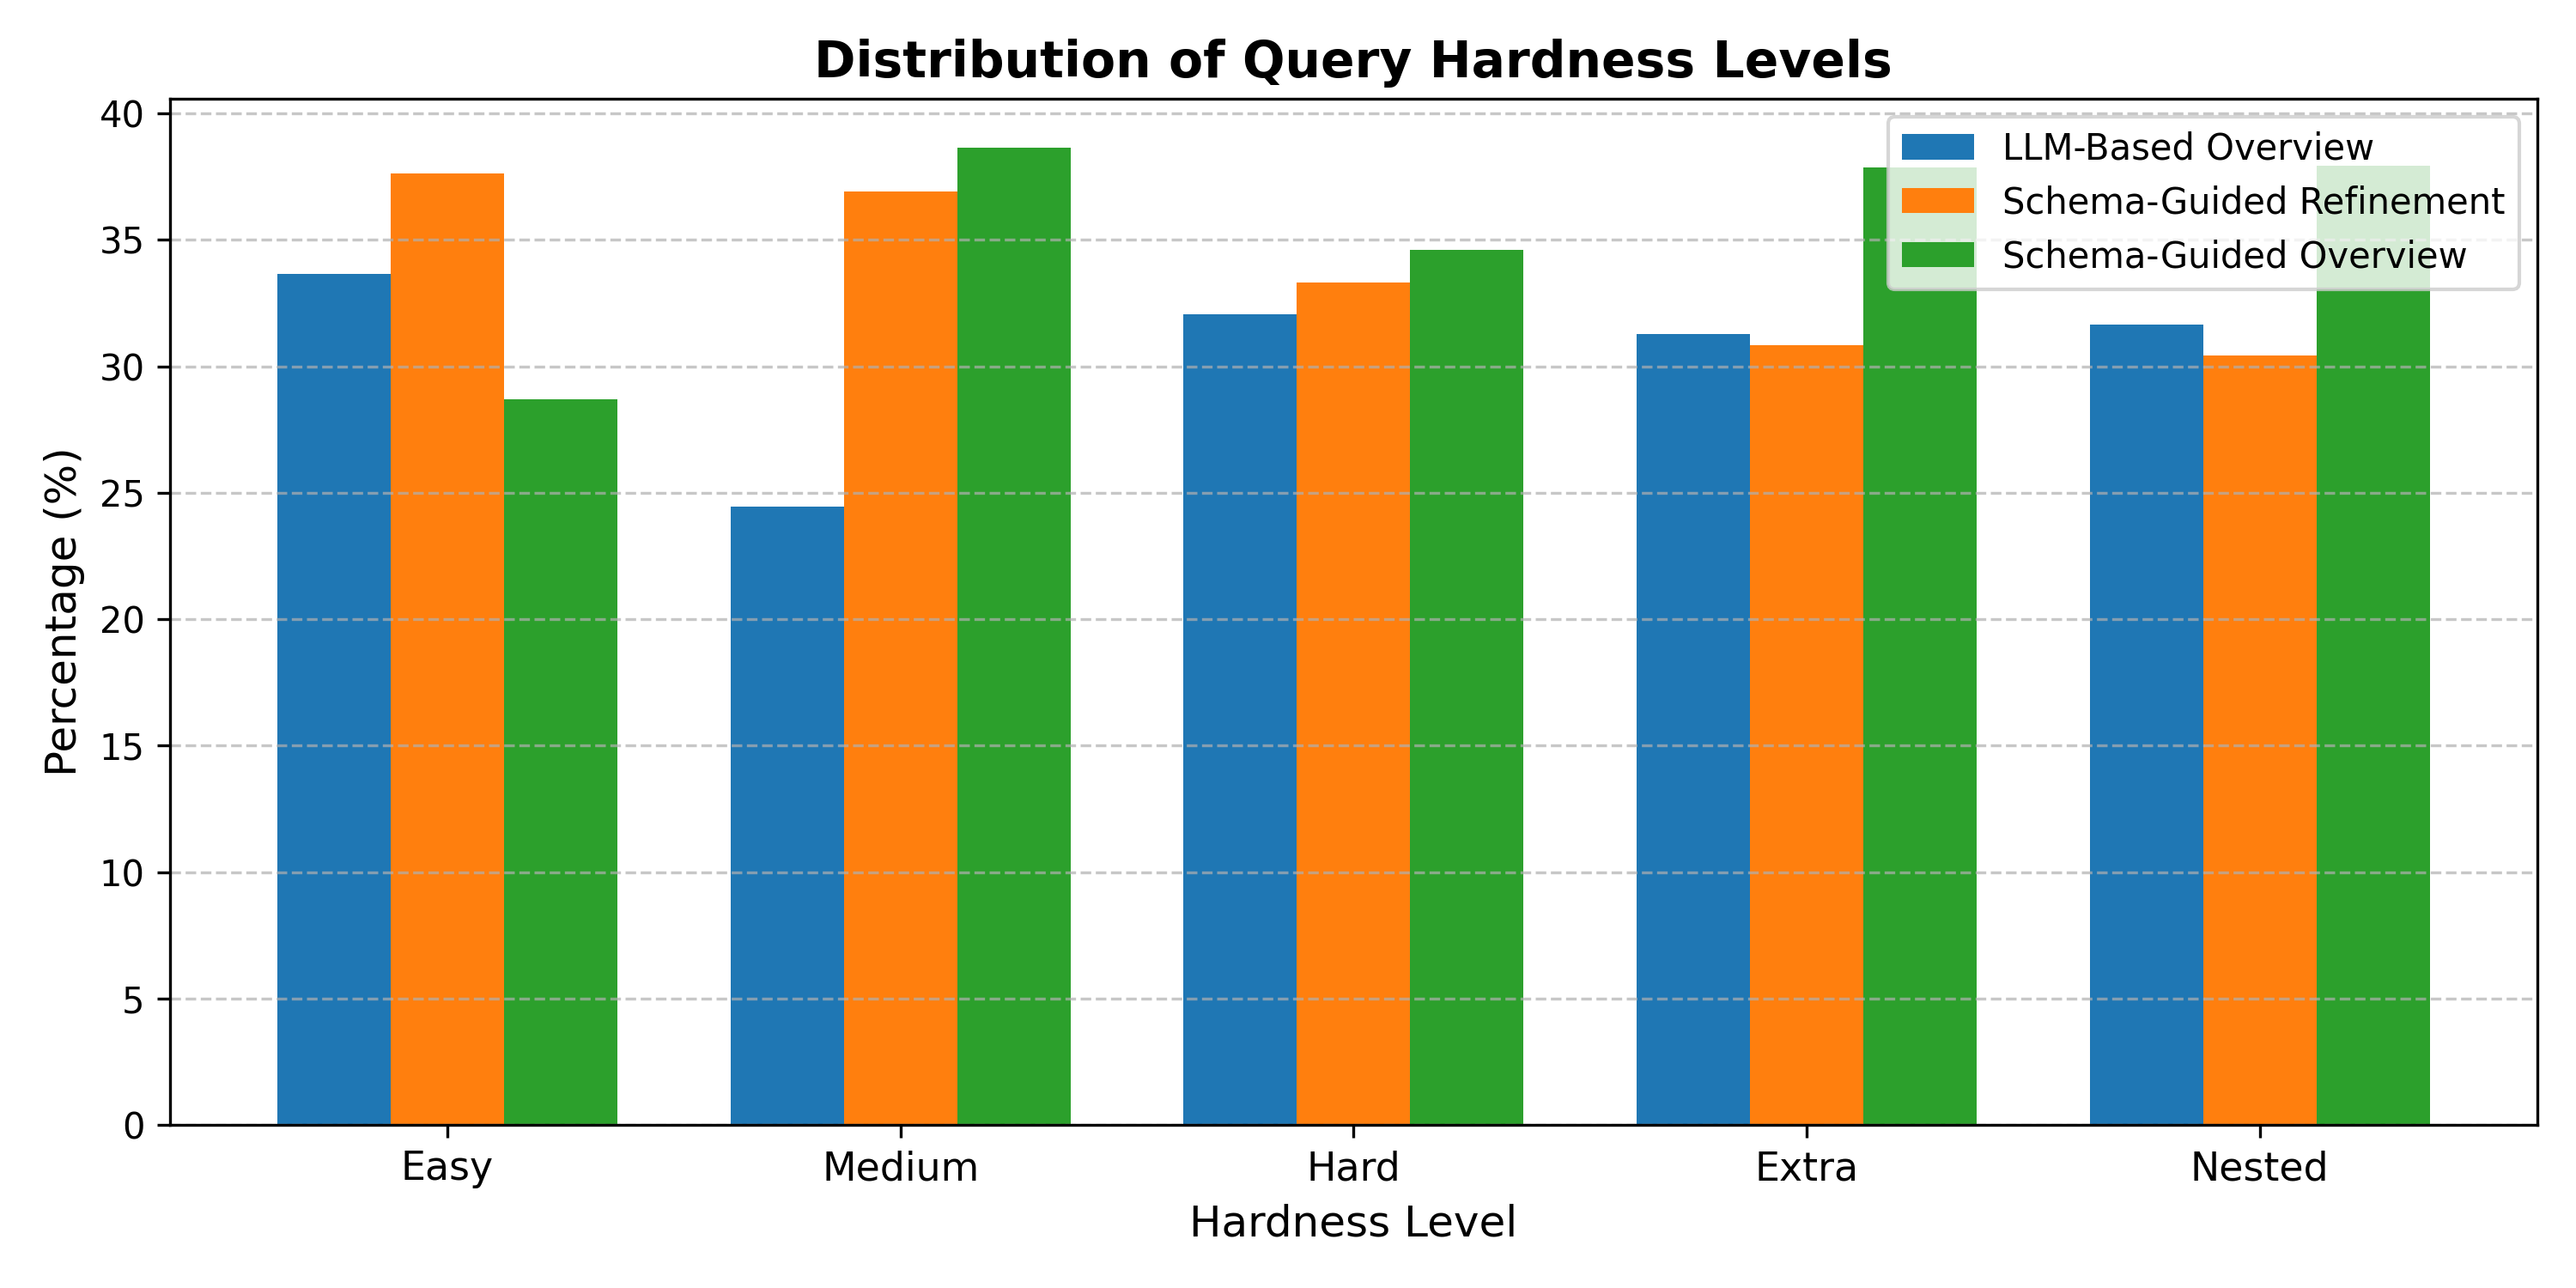 Distribution of Query Hardness Levels
40
35
30
25
20
15
10
5
0
Percentage (%)
LLM-Based Overview
Schema-Guided Refinement
Schema-Guided Overview
Easy
Medium
Hard
Extra
Nested
Hardness Level